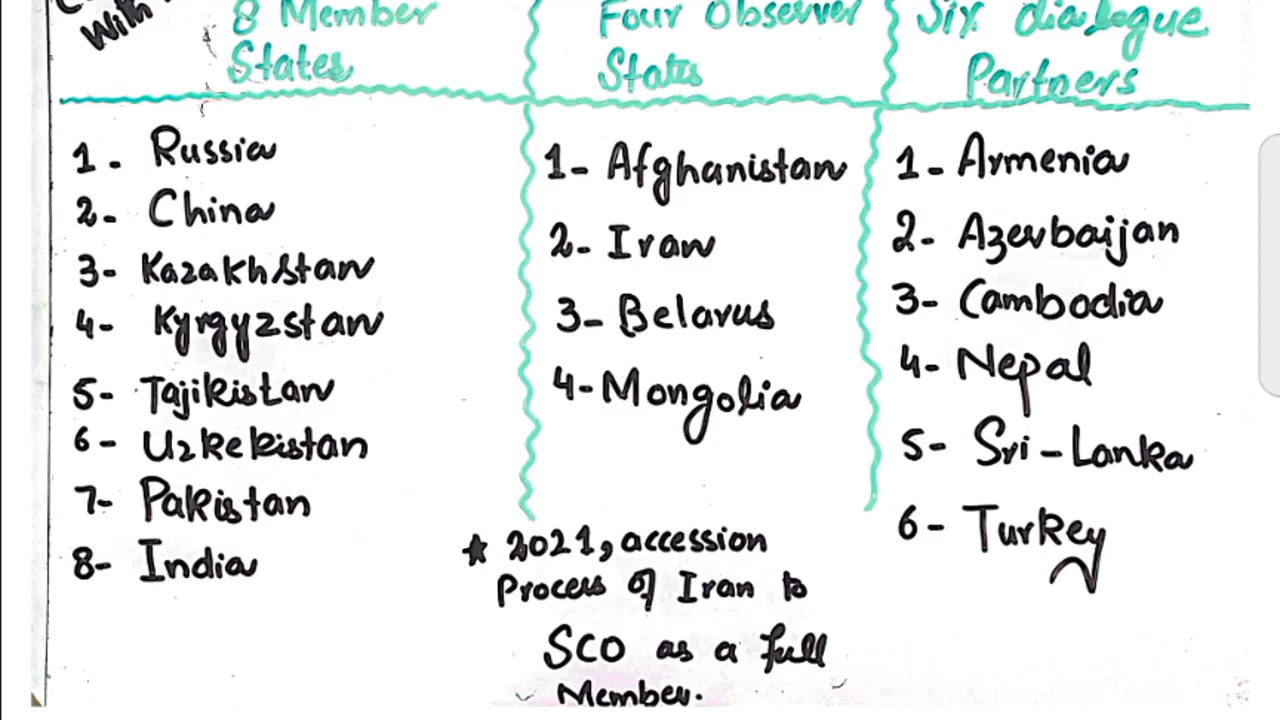 With
8 Member
States
Four Observer
States
Six dialogue
Partners
1- Russia
2- China
3- Kazakhstan
4- Kyrgyzstan
5- Tajikistan
6- Uzkekistan
7- Pakistan
8- India
1- Afghanistan
2- Iran
3- Belarus
4- Mongolia
★ 2021, accession
Process of Iran to
SCO as a full
Member.
1- Armenia
2- Azerbaijan
3- Cambodia
4- Nepal
5- Sri-Lanka
6- Turkey